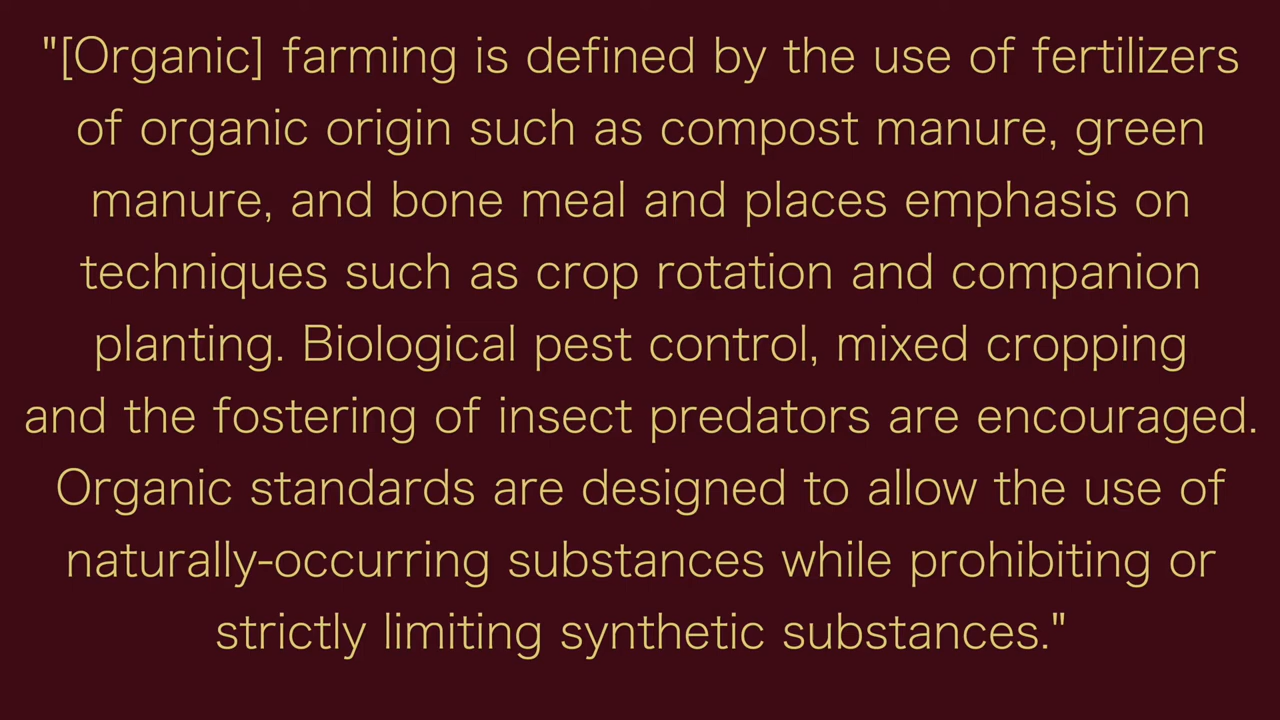 "[Organic] farming is defined by the use of fertilizers
of organic origin such as compost manure, green
manure, and bone meal and places emphasis on
techniques such as crop rotation and companion
planting. Biological pest control, mixed cropping
and the fostering of insect predators are encouraged.
Organic standards are designed to allow the use of
naturally-occurring substances while prohibiting or
strictly limiting synthetic substances."